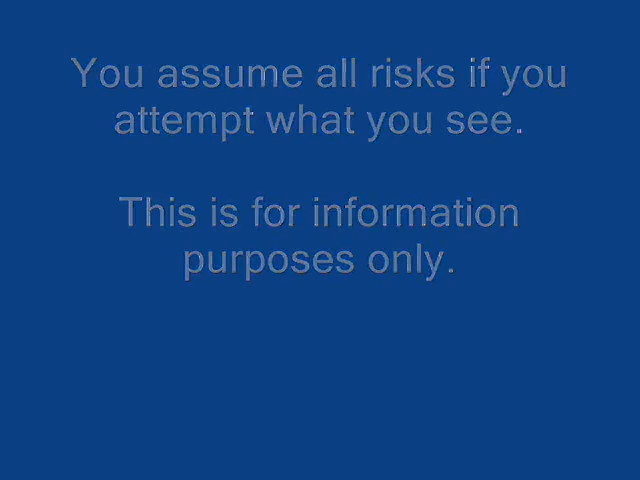 You assume all risks if you
attempt what you see.
This is for information
purposes only.